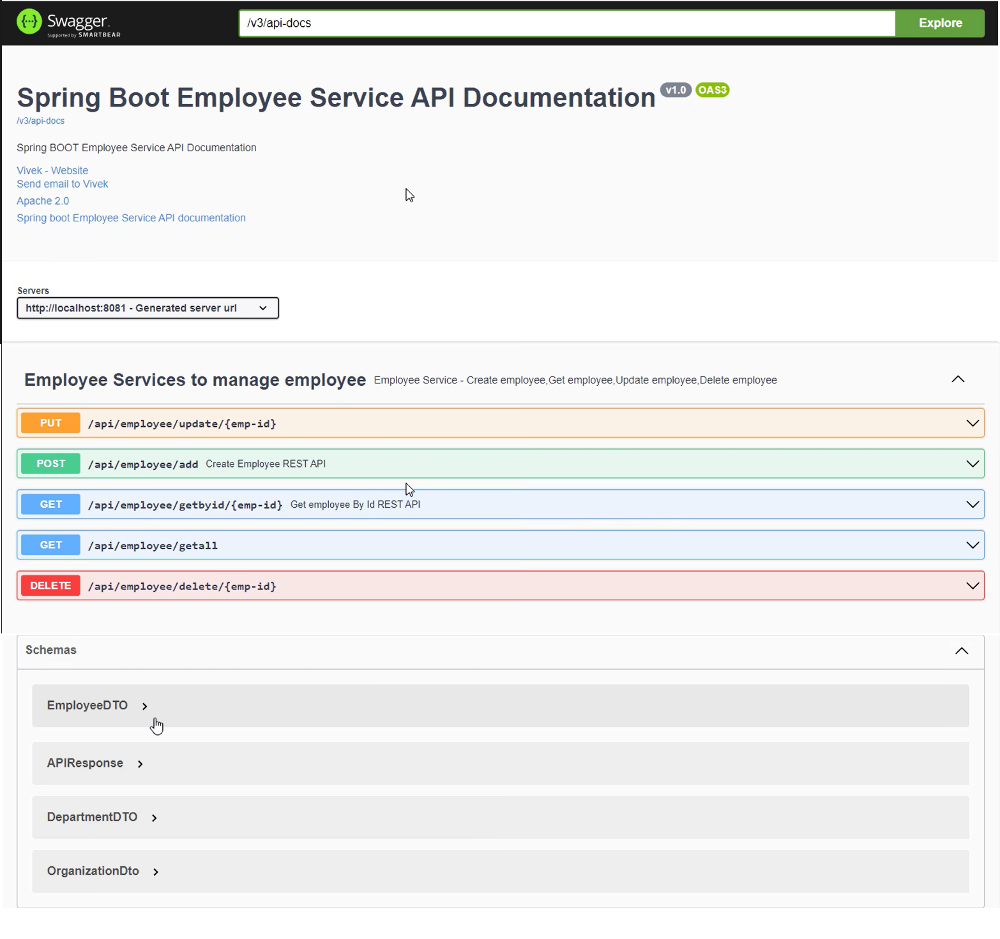 {···} Swagger.
Supported by SMARTBEAR
/v3/api-docs
Explore
Spring Boot Employee Service API Documentation v1.0 OAS3
/v3/api-docs
Spring BOOT Employee Service API Documentation
Vivek - Website
Send email to Vivek
Apache 2.0
Spring boot Employee Service API documentation
Servers
http://localhost:8081 - Generated server url
Employee Services to manage employee Employee Service - Create employee,Get employee,Update employee,Delete employee
PUT /api/employee/update/{emp-id}
POST /api/employee/add Create Employee REST API
GET /api/employee/getbyid/{emp-id} Get employee By Id REST API
GET /api/employee/getall
DELETE /api/employee/delete/{emp-id}
Schemas
EmployeeDTO
APIResponse
DepartmentDTO
OrganizationDto